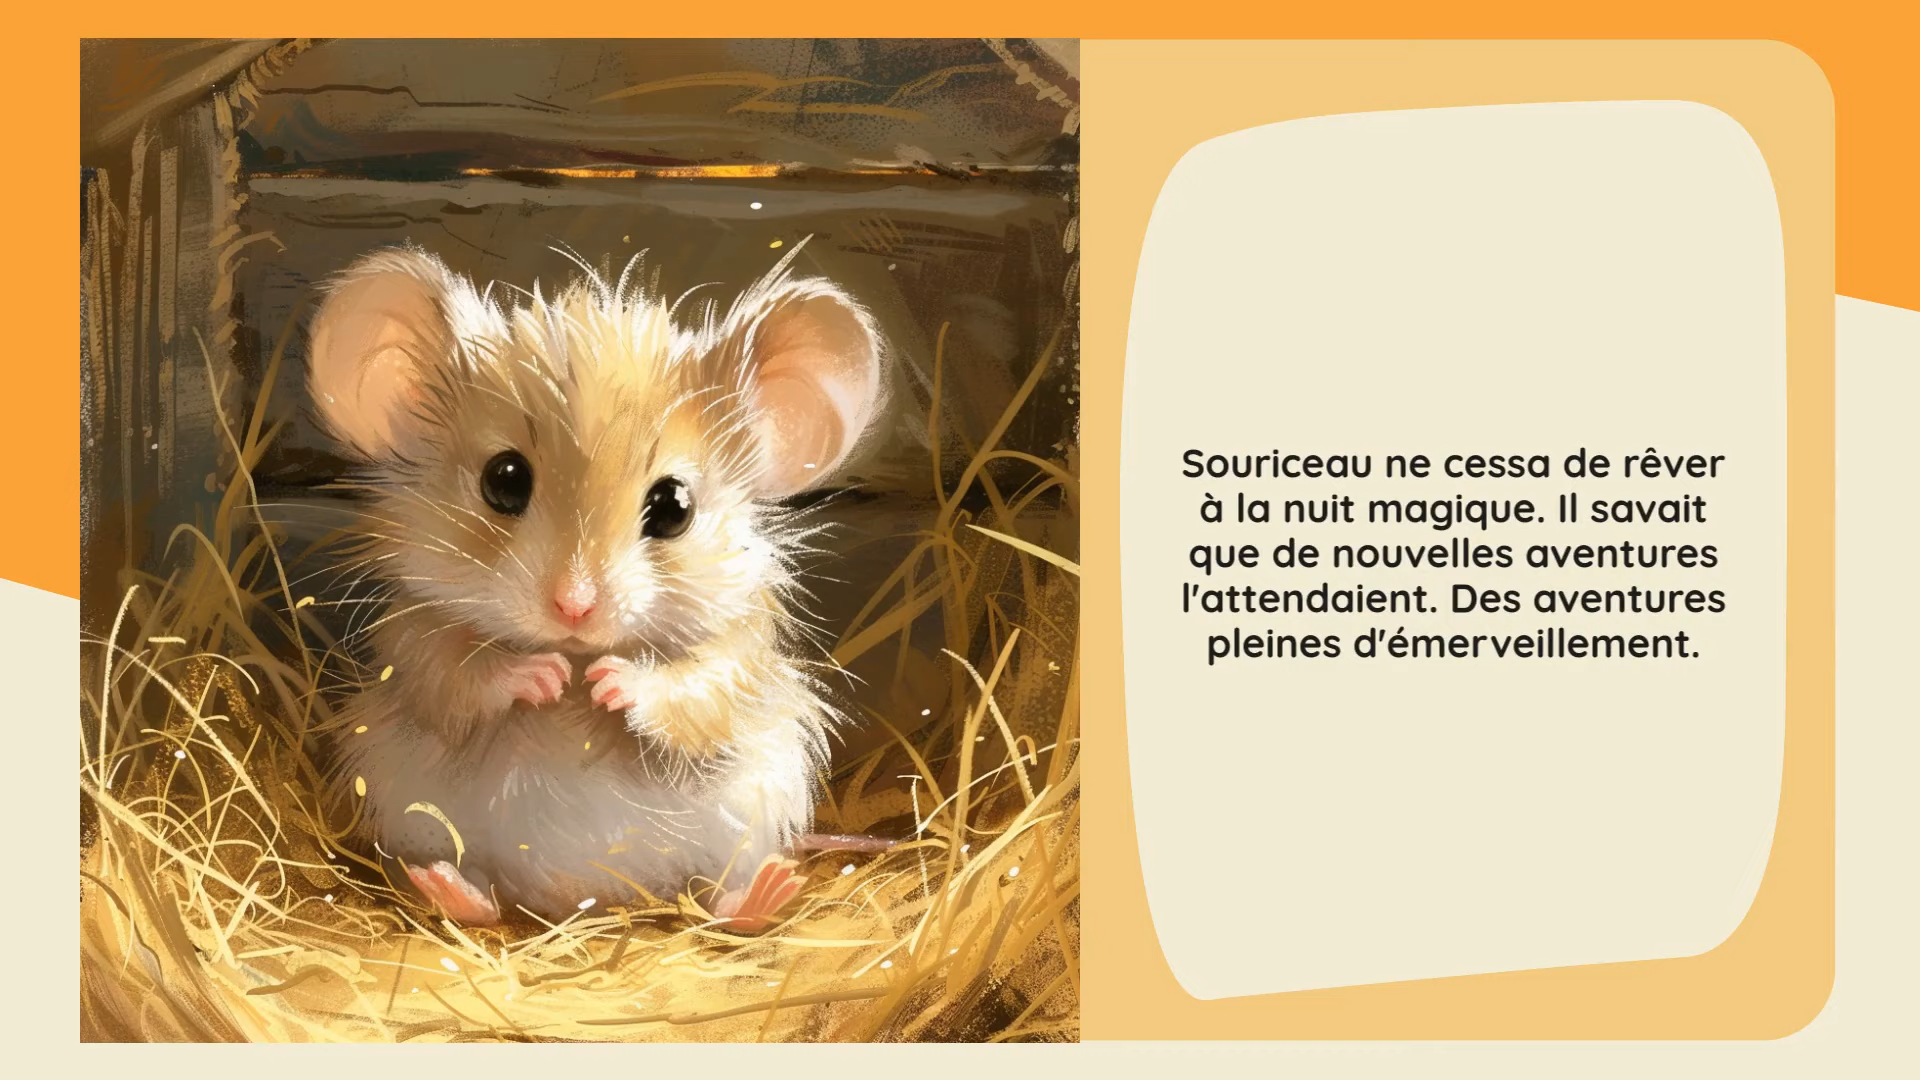 Souriceau ne cessa de rêver
à la nuit magique. Il savait
que de nouvelles aventures
l'attendaient. Des aventures
pleines d'émerveillement.